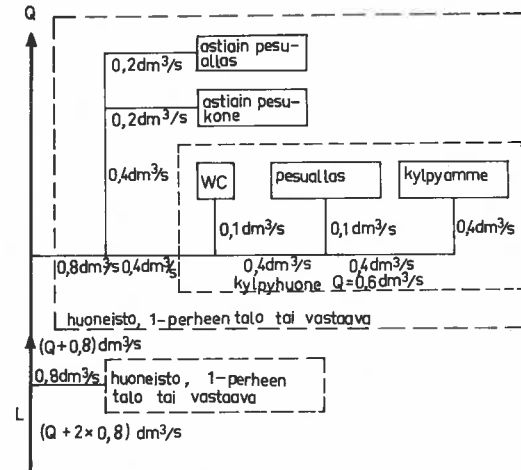 Q
astiain pesu-
allas
0,2dm³/s
astiain pesu-
kone
0,2dm³/s
0,4dm³/s
WC
pesuallas
kylpyamme
0,1dm³/s
0,1dm³/s
0,4dm³/s
0,8dm³/s
0,4dm³/s
0,4dm³/s
0,4dm³/s
kylpyhuone Q=0,6dm³/s
huoneisto, 1-perheen talo tai vastaava
(Q+0,8)dm³/s
0,8dm³/s
huoneisto, 1-perheen
talo tai vastaava
L
(Q+2×0,8) dm³/s